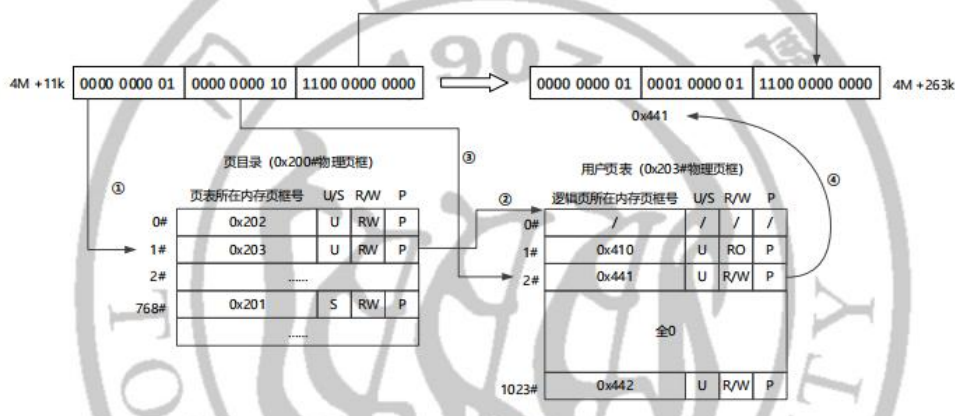 4M +11k 0000 0000 01 0000 0000 10 1100 0000 0000 0000 0000 01 0001 0000 01 1100 0000 0000 4M +263k
0x441
页目录（0x200#物理页框） ③ 用户页表（0x203#物理页框） ④
① 页表所在内存页框号 U/S R/W P ② 逻辑页所在内存页框号 U/S R/W P
0# 0x202 U RW P 0# / / / /
1# 0x203 U RW P 1# 0x410 U RO P
2# ...... 2# 0x441 U R/W P
768# 0x201 S RW P 全0
......
1023# 0x442 U R/W P
1907
TY